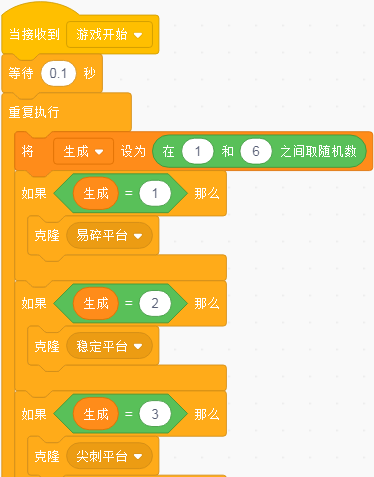 当接收到 游戏开始
等待 0.1 秒
重复执行
将 生成 设为 在 1 和 6 之间取随机数
如果 生成 = 1 那么
克隆 易碎平台
如果 生成 = 2 那么
克隆 稳定平台
如果 生成 = 3 那么
克隆 尖刺平台